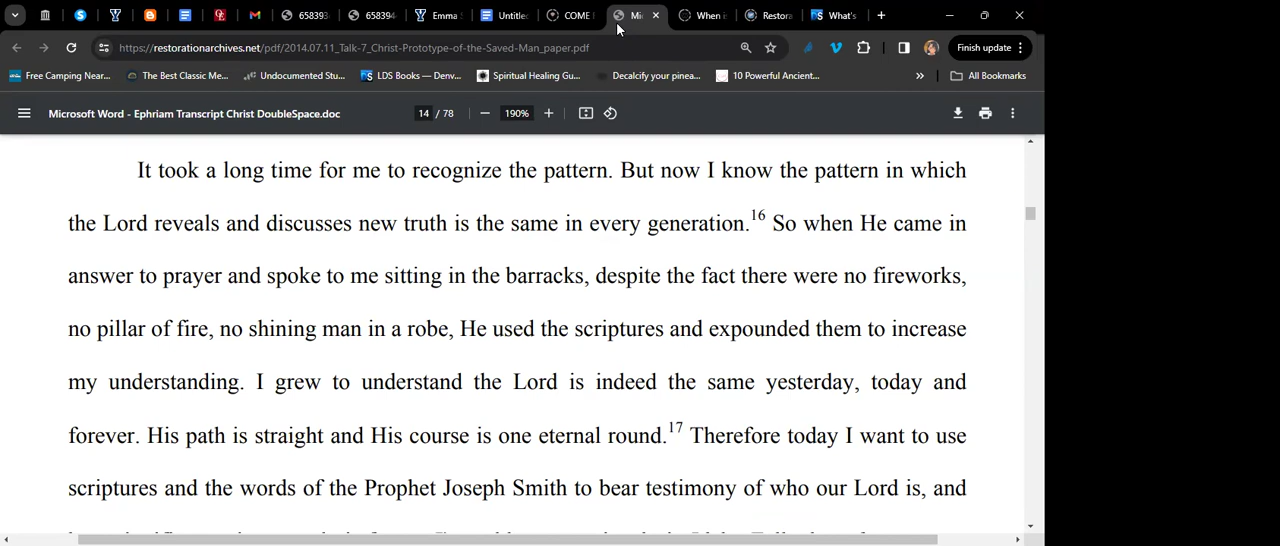 658393
658394
Emma S
Untitle
COME
Mi
When i
Restora
What's
https://restorationarchives.net/pdf/2014.07.11_Talk-7_Christ-Prototype-of-the-Saved-Man_paper.pdf
Finish update
Free Camping Near...
The Best Classic Me...
Undocumented Stu...
LDS Books — Denv...
Spiritual Healing Gu...
Decalcify your pinea...
10 Powerful Ancient...
»
All Bookmarks
Microsoft Word - Ephriam Transcript Christ DoubleSpace.doc
14 / 78
190%
It took a long time for me to recognize the pattern. But now I know the pattern in which
the Lord reveals and discusses new truth is the same in every generation.16 So when He came in
answer to prayer and spoke to me sitting in the barracks, despite the fact there were no fireworks,
no pillar of fire, no shining man in a robe, He used the scriptures and expounded them to increase
my understanding. I grew to understand the Lord is indeed the same yesterday, today and
forever. His path is straight and His course is one eternal round.17 Therefore today I want to use
scriptures and the words of the Prophet Joseph Smith to bear testimony of who our Lord is, and